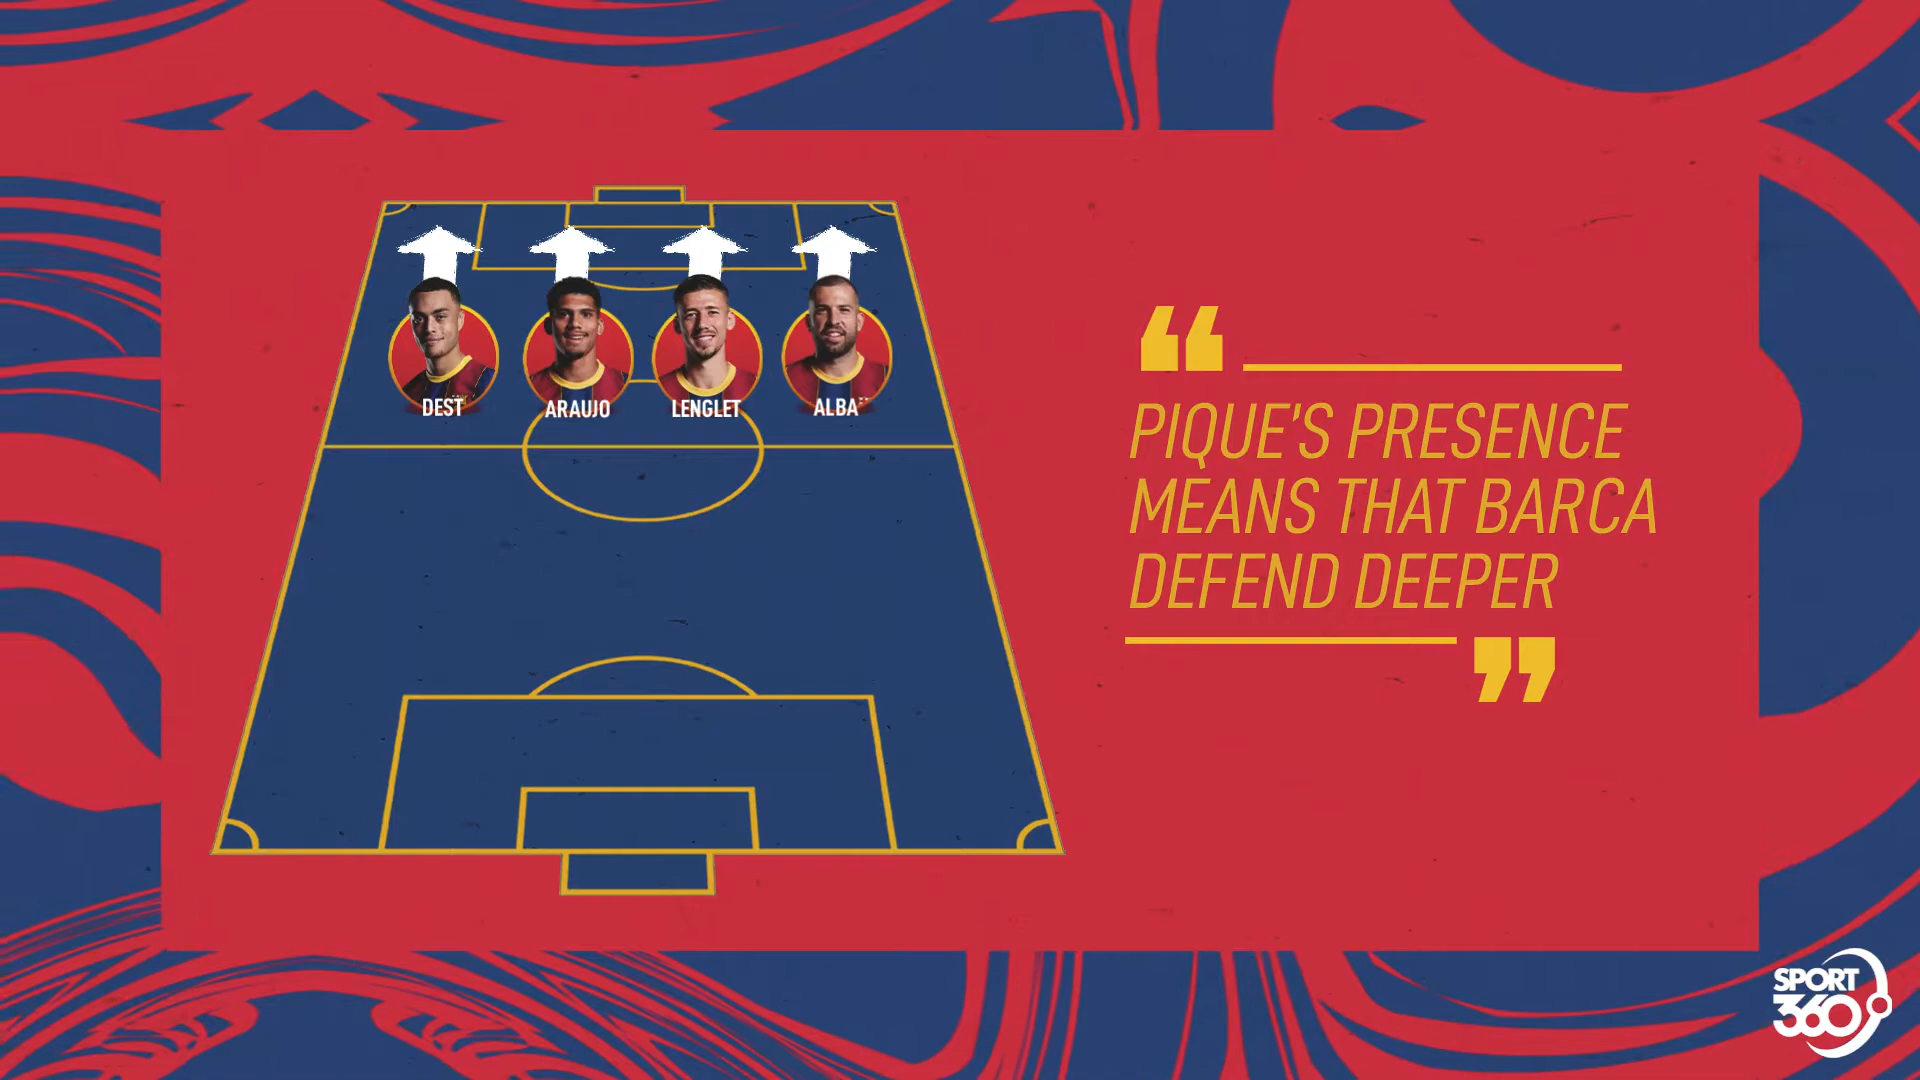 DEST
ARAUJO
LENGLET
ALBA
“
PIQUE'S PRESENCE
MEANS THAT BARCA
DEFEND DEEPER
”
SPORT
360